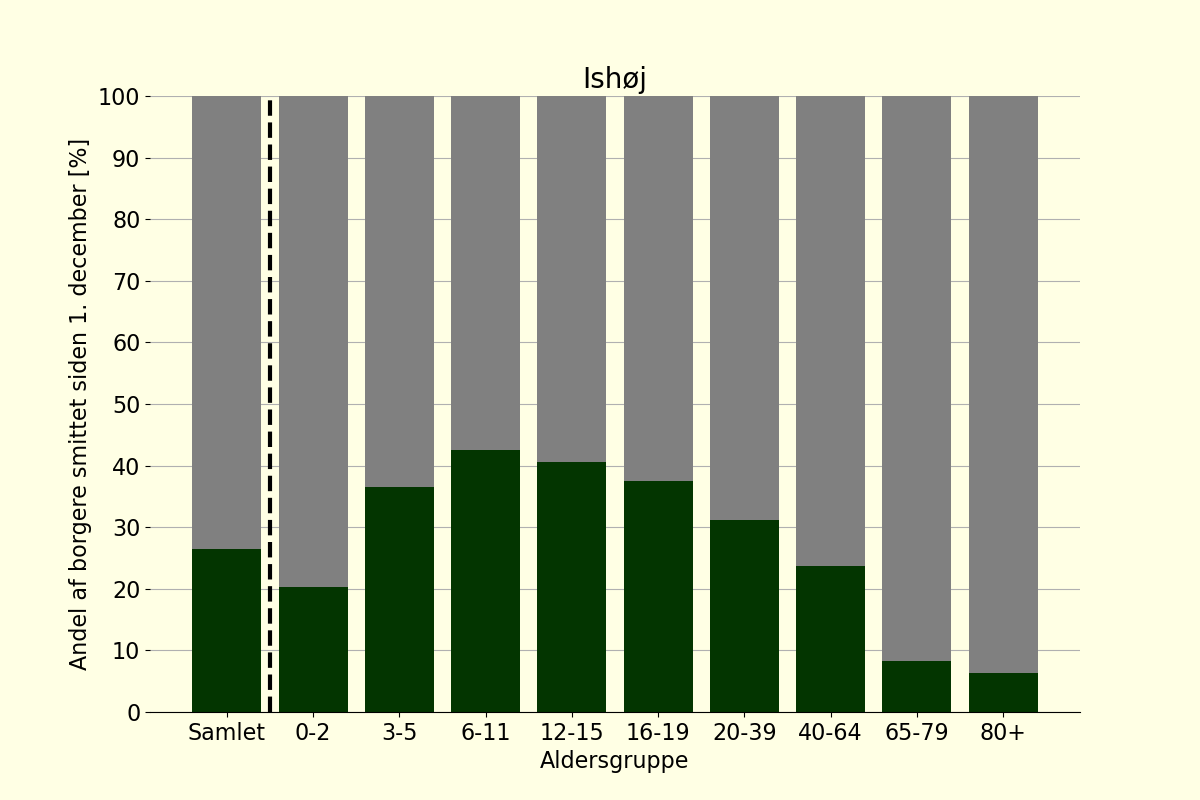 Ishøj
Andel af borgere smittet siden 1. december [%]
100
90
80
70
60
50
40
30
20
10
0
Samlet 0-2 3-5 6-11 12-15 16-19 20-39 40-64 65-79 80+
Aldersgruppe